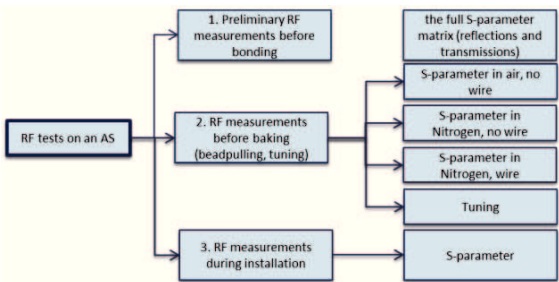 1. Preliminary RF
measurements before
bonding
the full S-parameter
matrix (reflections and
transmissions)
S-parameter in air, no
wire
RF tests on an AS
2. RF measurements
before baking
(beadpulling, tuning)
S-parameter in
Nitrogen, no wire
S-parameter in
Nitrogen, wire
Tuning
3. RF measurements
during installation
S-parameter